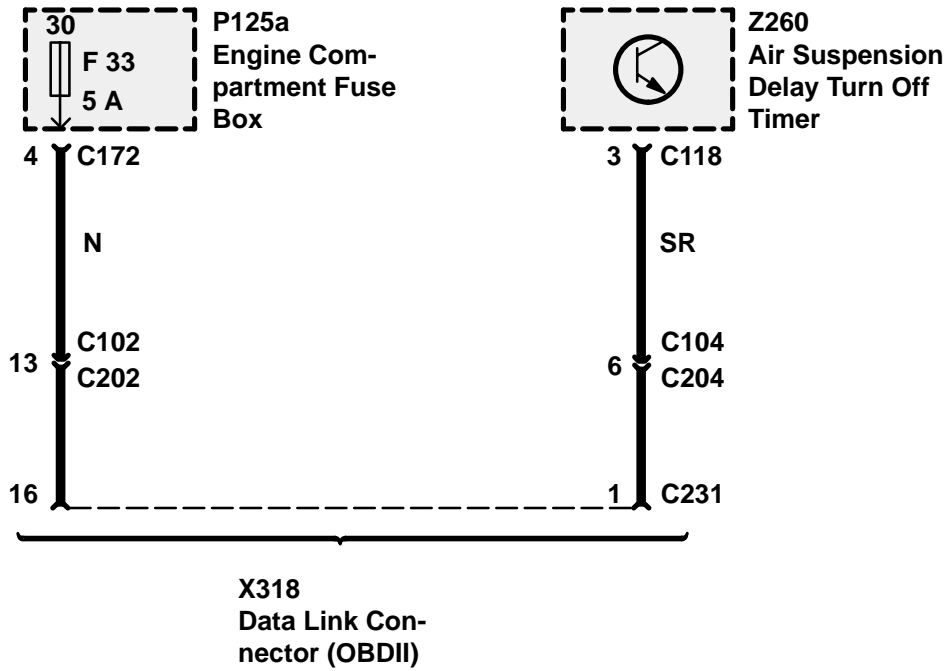 30
F 33
5 A
P125a
Engine Com-
partment Fuse
Box
Z260
Air Suspension
Delay Turn Off
Timer
4 C172
3 C118
N
SR
C102
13
C202
C104
6
C204
16
1 C231
X318
Data Link Con-
nector (OBDII)